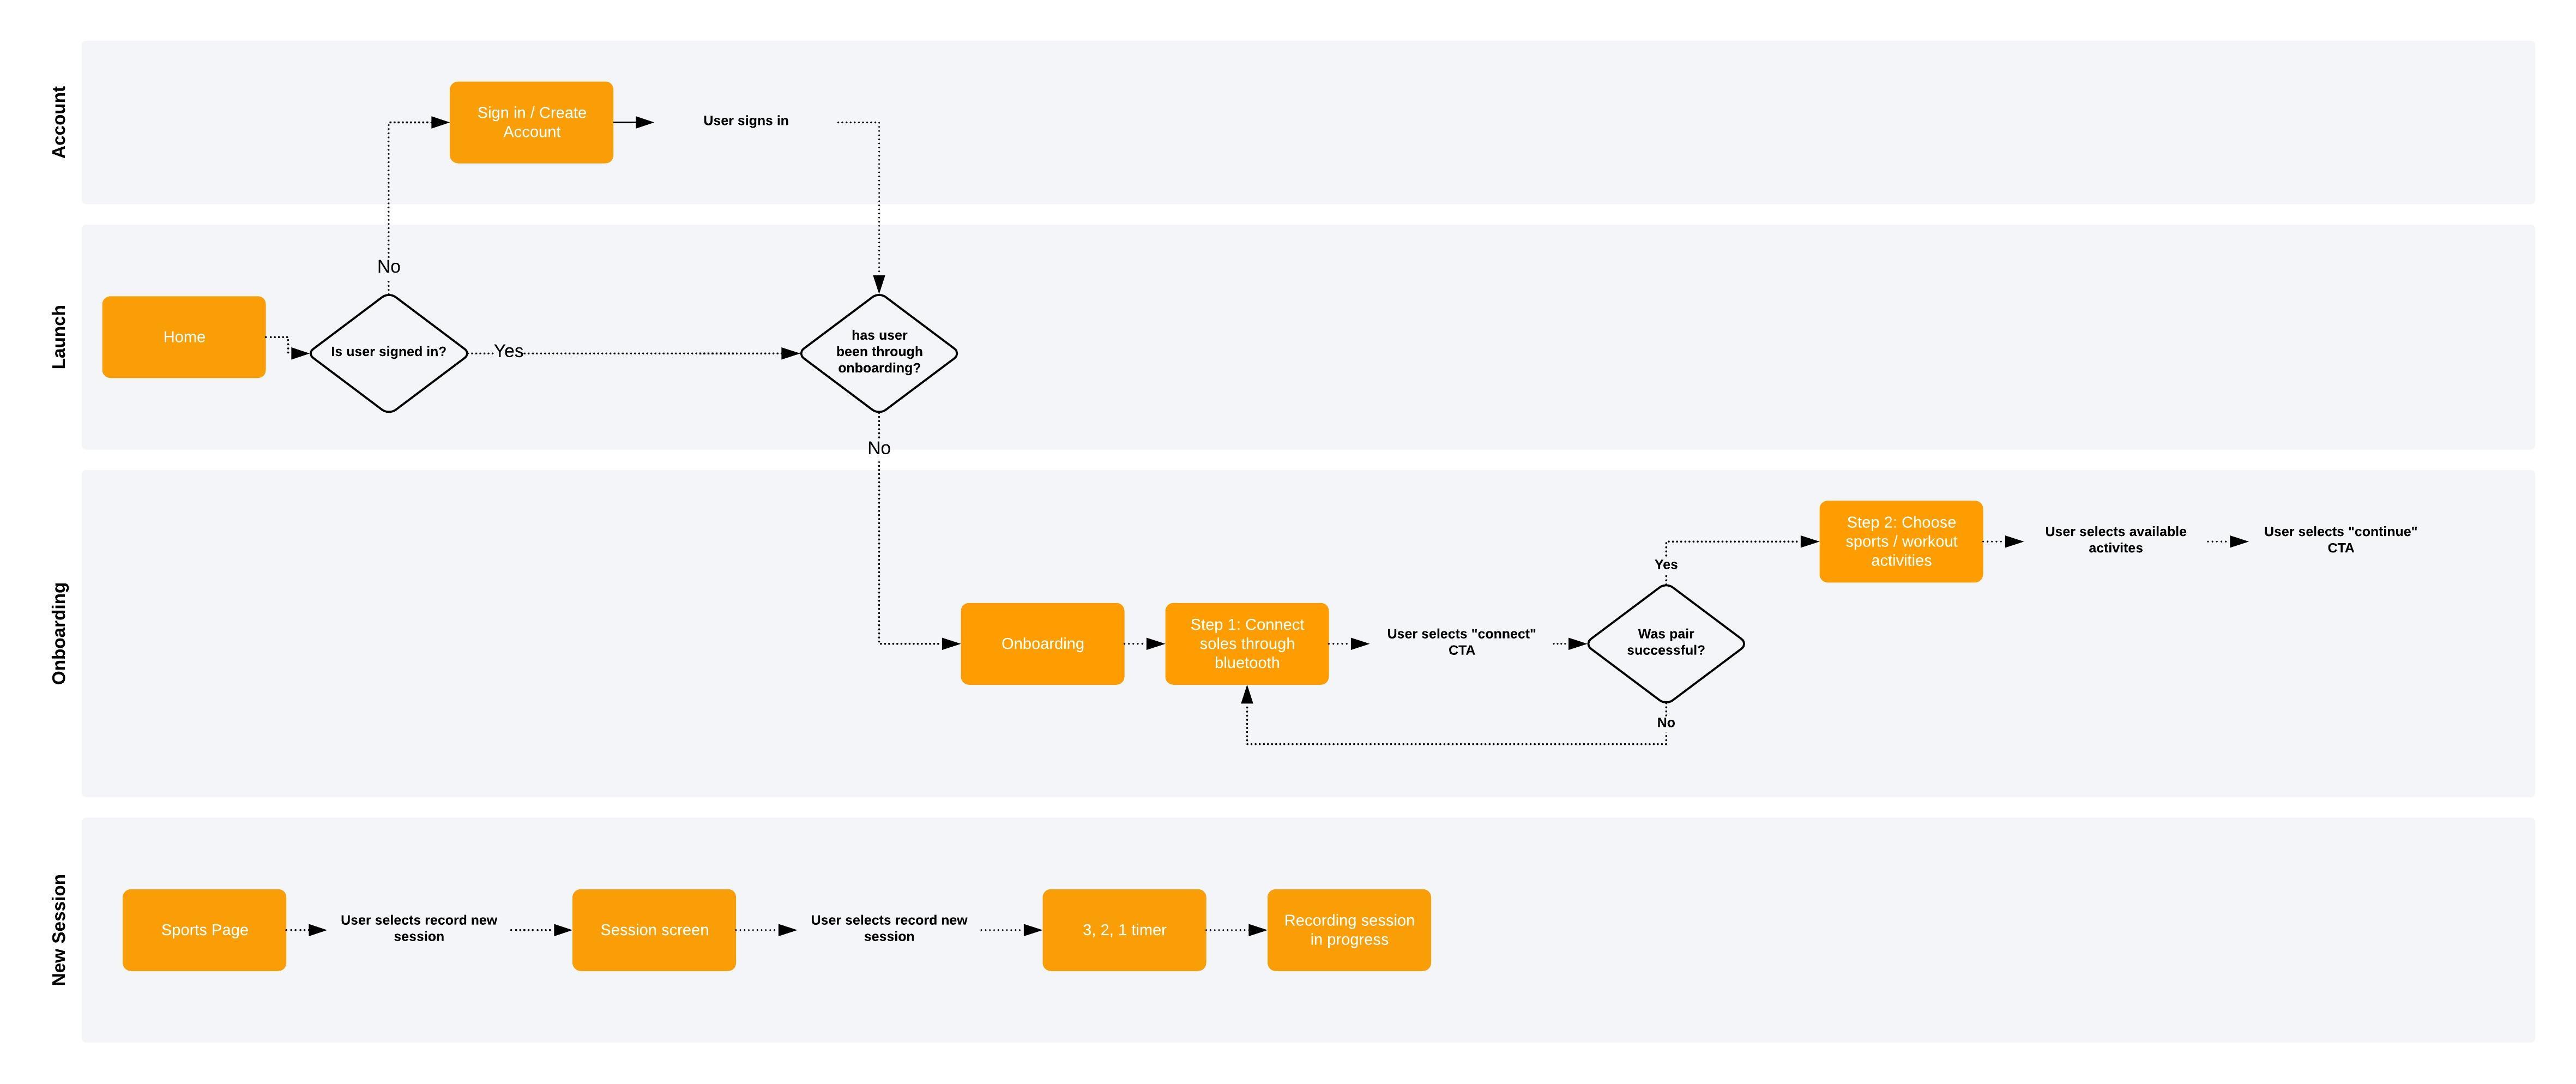 Account
Sign in / Create
Account
User signs in
Launch
No
Home
Is user signed in?
Yes
has user
been through
onboarding?
No
Onboarding
Step 2: Choose
sports / workout
activities
User selects available
activites
User selects "continue"
CTA
Yes
Onboarding
Step 1: Connect
soles through
bluetooth
User selects "connect"
CTA
Was pair
successful?
No
New Session
Sports Page
User selects record new
session
Session screen
User selects record new
session
3, 2, 1 timer
Recording session
in progress